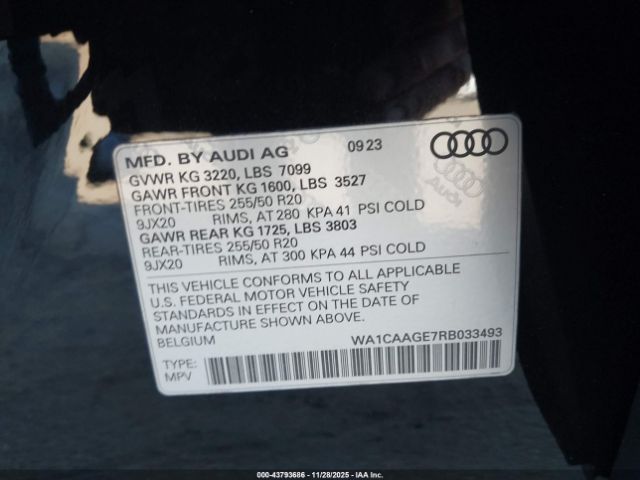 MFD. BY AUDI AG 09 23
GVWR KG 3220, LBS 7099
GAWR FRONT KG 1600, LBS 3527
FRONT-TIRES 255/50 R20
9JX20 RIMS, AT 280 KPA 41 PSI COLD
GAWR REAR KG 1725, LBS 3803
REAR-TIRES 255/50 R20
9JX20 RIMS, AT 300 KPA 44 PSI COLD
THIS VEHICLE CONFORMS TO ALL APPLICABLE
U.S. FEDERAL MOTOR VEHICLE SAFETY
STANDARDS IN EFFECT ON THE DATE OF
MANUFACTURE SHOWN ABOVE.
BELGIUM WA1CAAGE7RB033493
TYPE:
MPV
Audi
000-43793686 | 11/28/2025 | IAA Inc.